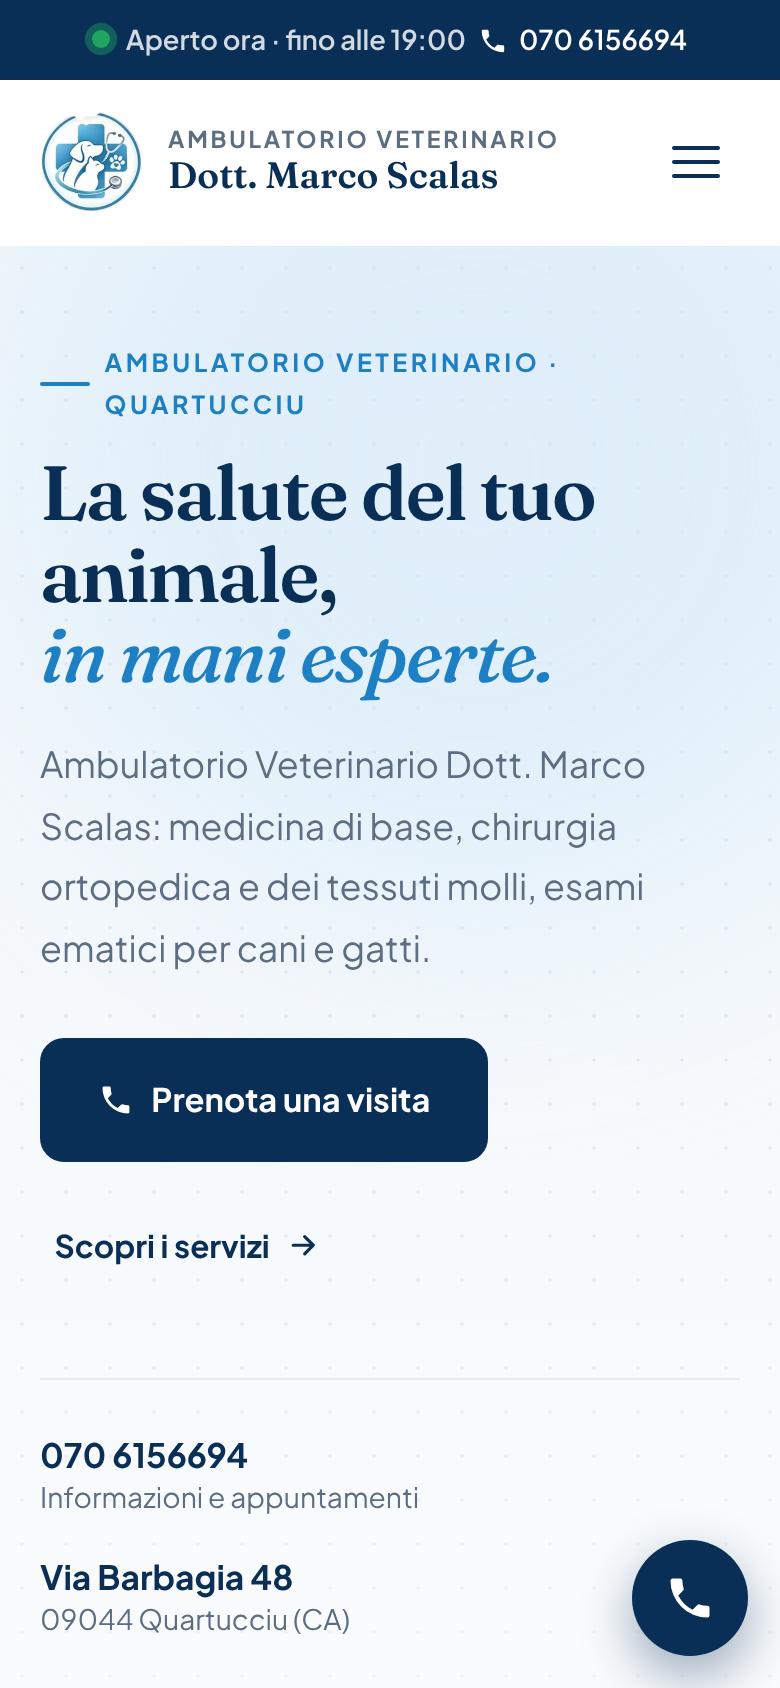 Aperto ora · fino alle 19:00 070 6156694
AMBULATORIO VETERINARIO
Dott. Marco Scalas
AMBULATORIO VETERINARIO ·
QUARTUCCIU
La salute del tuo
animale,
in mani esperte.
Ambulatorio Veterinario Dott. Marco
Scalas: medicina di base, chirurgia
ortopedica e dei tessuti molli, esami
ematici per cani e gatti.
Prenota una visita
Scopri i servizi →
070 6156694
Informazioni e appuntamenti
Via Barbagia 48
09044 Quartucciu (CA)